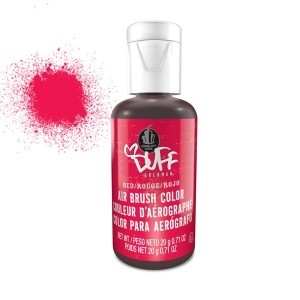 Duff
GOLDMAN
RED/ROUGE/ROJO
AIR BRUSH COLOR
COULEUR D'AÉROGRAPHE
COLOR PARA AERÓGRAFO
NET WT / PESO NETO 20 g 0.71 OZ
POIDS NET 20 g 0.71 OZ